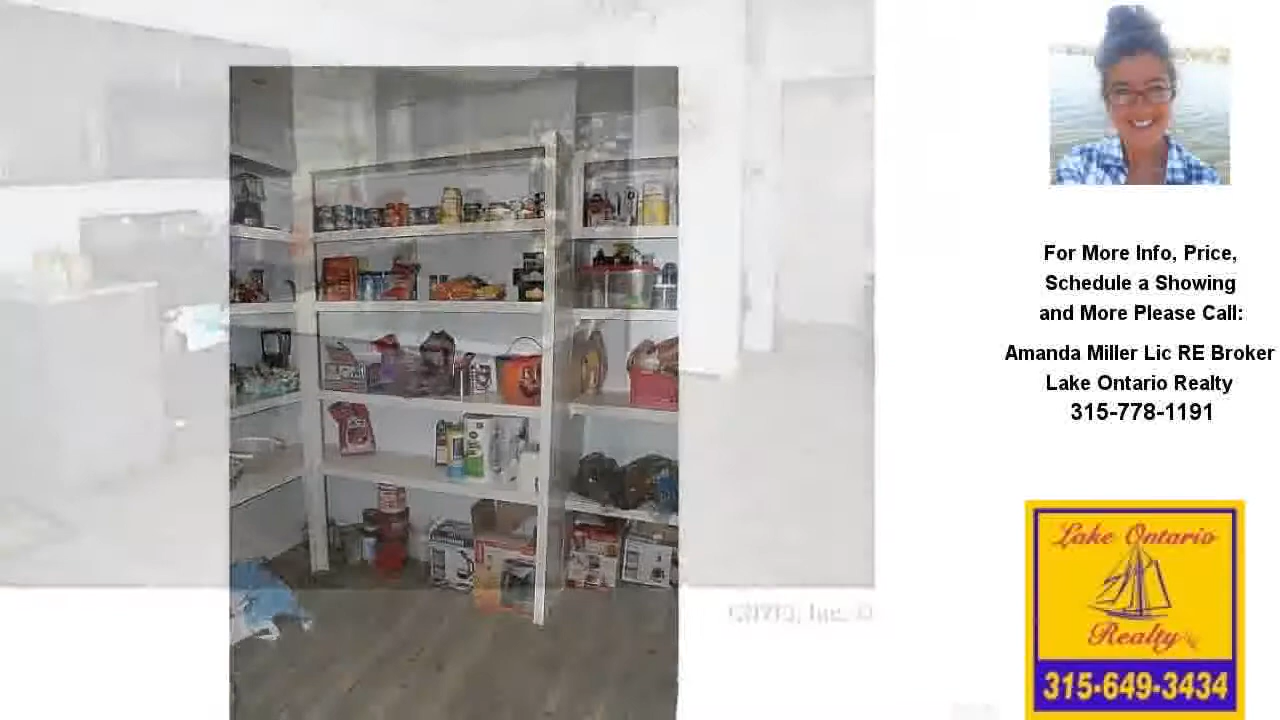 For More Info, Price,
Schedule a Showing
and More Please Call:
Amanda Miller Lic RE Broker
Lake Ontario Realty
315-778-1191
Lake Ontario
Realty
315-649-3434
Inc. ©